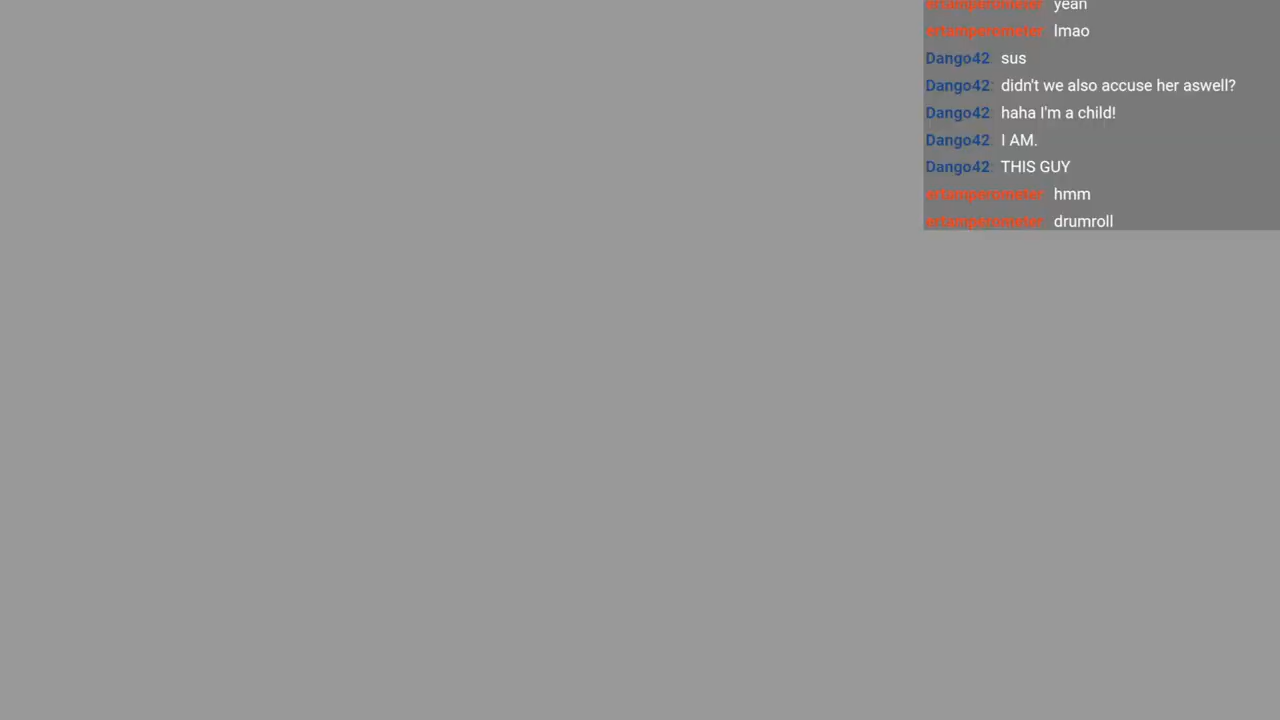 yeah
lmao
Dango42: sus
Dango42: didn't we also accuse her aswell?
Dango42: haha I'm a child!
Dango42: I AM.
Dango42: THIS GUY
hmm
drumroll